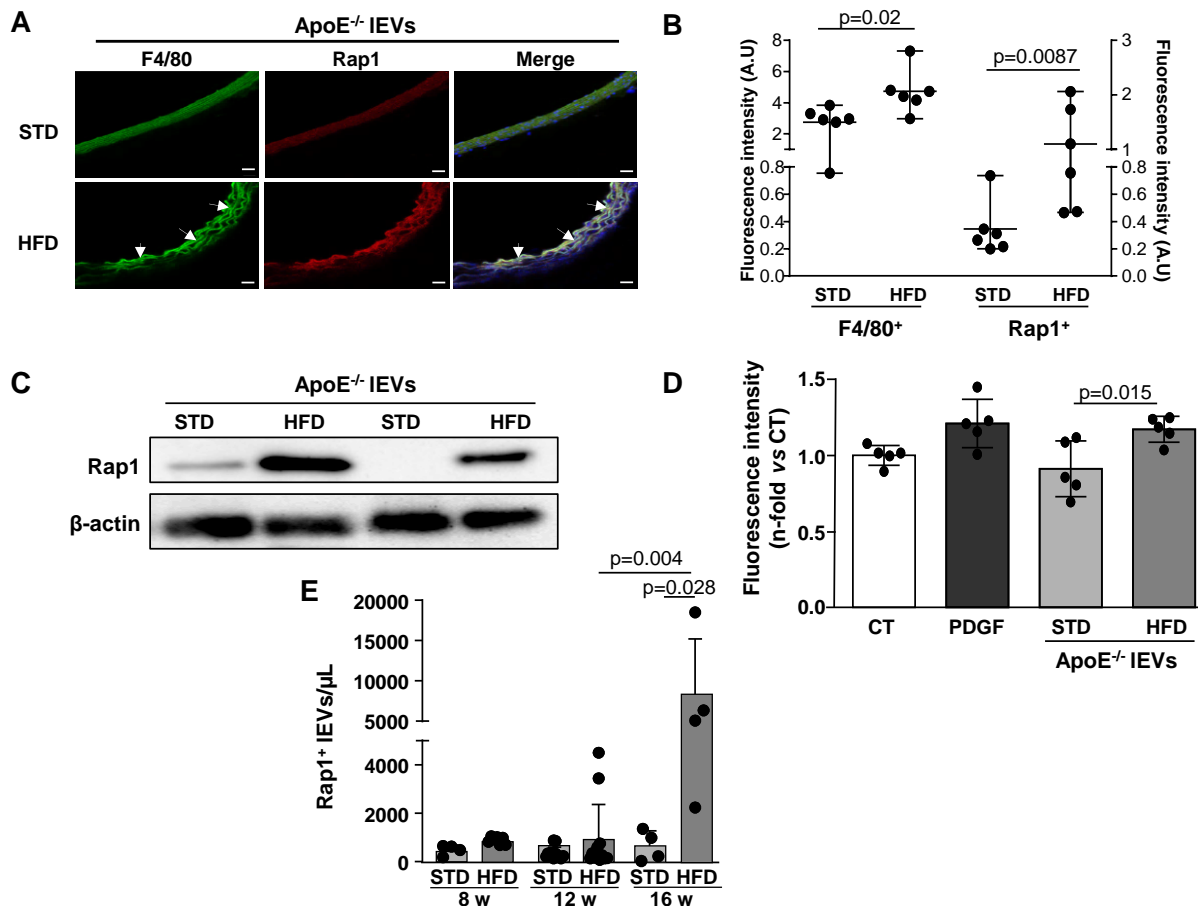 A
ApoE-/- IEVs
F4/80 Rap1 Merge
STD
HFD
B
p=0.02
p=0.0087
Fluorescence intensity (A.U)
8
6
4
2
0.8
0.6
0.4
0.2
0.0
3
2
1
0.8
0.6
0.4
0.2
0.0
Fluorescence intensity (A.U)
STD HFD STD HFD
F4/80+ Rap1+
C
ApoE-/- IEVs
STD HFD STD HFD
Rap1
β-actin
D
Fluorescence intensity
(n-fold vs CT)
1.5
1.0
0.5
0.0
p=0.015
CT PDGF STD HFD
ApoE-/- IEVs
E
p=0.004
p=0.028
Rap1+ IEVs/µL
20000
15000
10000
5000
4000
2000
0
STD HFD STD HFD STD HFD
8 w 12 w 16 w